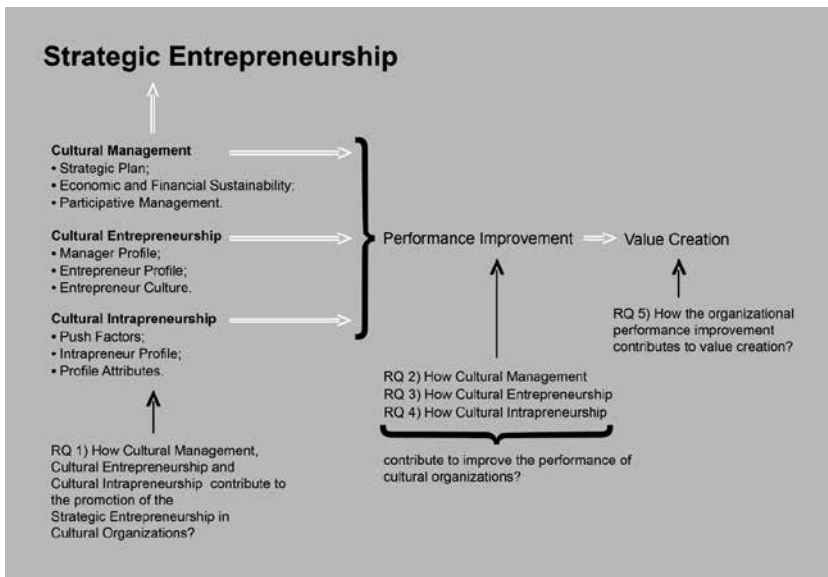 Strategic Entrepreneurship
Cultural Management
• Strategic Plan;
• Economic and Financial Sustainability;
• Participative Management.
Cultural Entrepreneurship
• Manager Profile;
• Entrepreneur Profile;
• Entrepreneur Culture.
Cultural Intrapreneurship
• Push Factors;
• Intrapreneur Profile;
• Profile Attributes.
RQ 1) How Cultural Management,
Cultural Entrepreneurship and
Cultural Intrapreneurship contribute to
the promotion of the
Strategic Entrepreneurship in
Cultural Organizations?
Performance Improvement
Value Creation
RQ 2) How Cultural Management
RQ 3) How Cultural Entrepreneurship
RQ 4) How Cultural Intrapreneurship
contribute to improve the performance of
cultural organizations?
RQ 5) How the organizational
performance improvement
contributes to value creation?